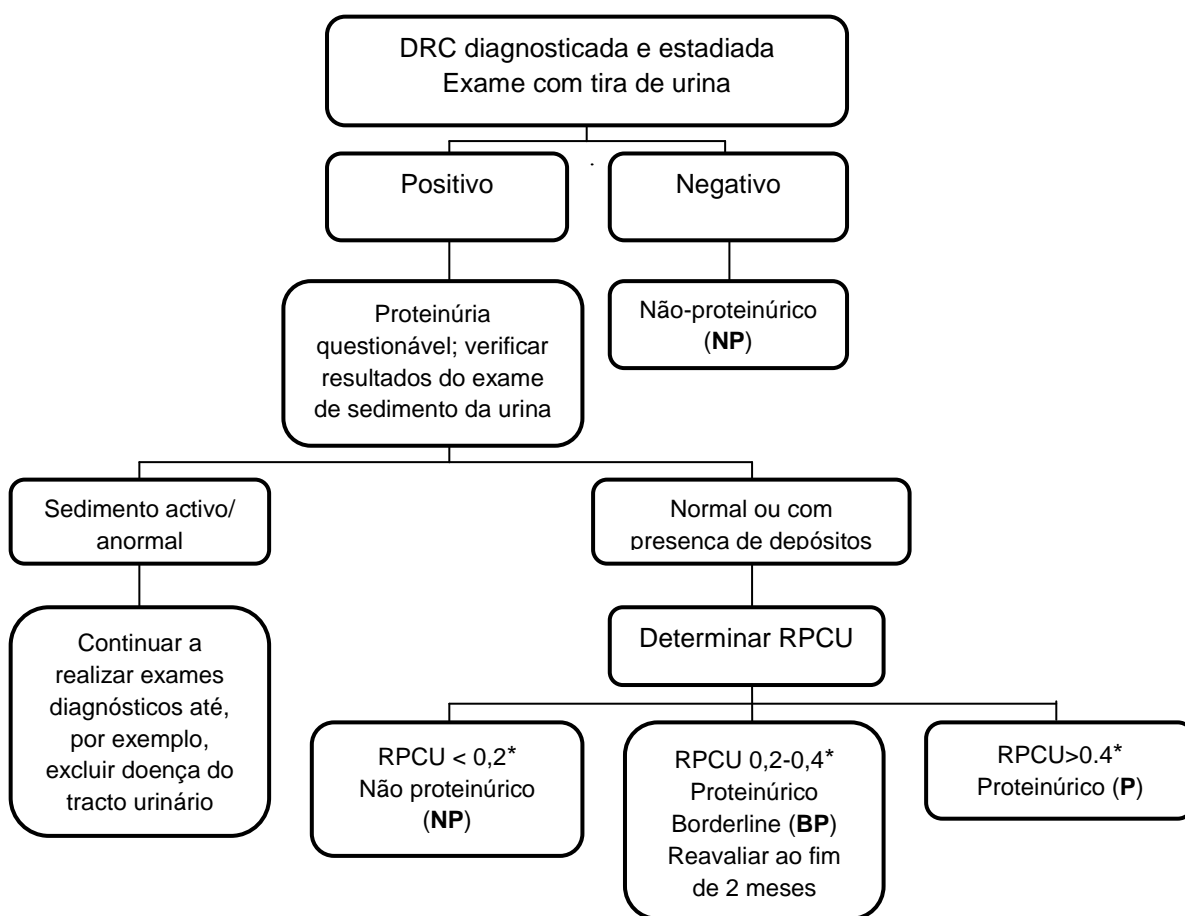 DRC diagnosticada e estadiada
Exame com tira de urina
Positivo
Negativo
Proteinúria
questionável; verificar
resultados do exame
de sedimento da urina
Não-proteinúrico
(NP)
Sedimento activo/
anormal
Normal ou com
presença de depósitos
Continuar a
realizar exames
diagnósticos até,
por exemplo,
excluir doença do
tracto urinário
Determinar RPCU
RPCU < 0,2*
Não proteinúrico
(NP)
RPCU 0,2-0,4*
Proteinúrico
Borderline (BP)
Reavaliar ao fim
de 2 meses
RPCU>0.4*
Proteinúrico (P)